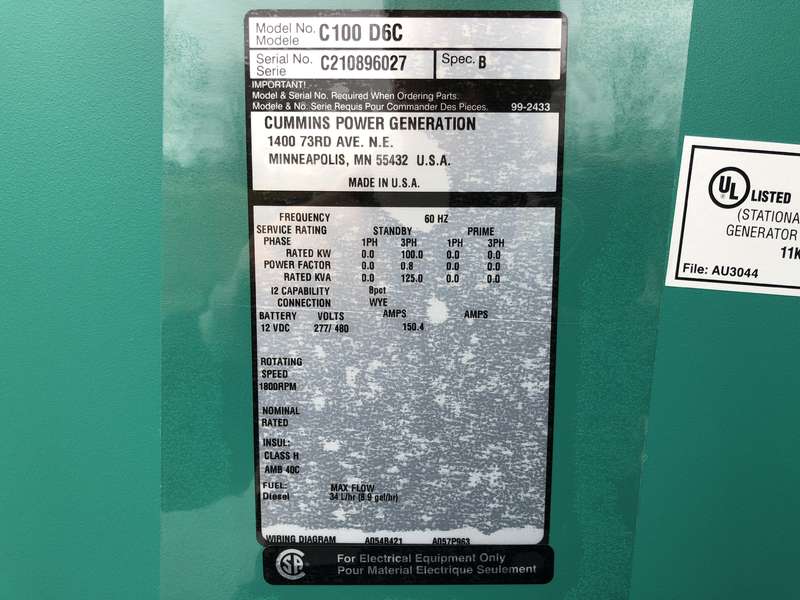 Model No.
Modele
C100 D6C
Serial No.
Serie
C210896027
Spec. B
IMPORTANT!
Model & Serial No. Required When Ordering Parts.
Modele & No. Serie Requis Pour Commander Des Pieces. 99-2433
CUMMINS POWER GENERATION
1400 73RD AVE. N.E.
MINNEAPOLIS, MN 55432 U.S.A.
MADE IN U.S.A.
FREQUENCY 60 HZ
SERVICE RATING STANDBY PRIME
PHASE 1PH 3PH 1PH 3PH
RATED KW 0.0 100.0 0.0 0.0
POWER FACTOR 0.0 0.8 0.0 0.0
RATED KVA 0.0 125.0 0.0 0.0
I2 CAPABILITY 8pct
CONNECTION WYE
BATTERY VOLTS AMPS AMPS
12 VDC 277/ 480 150.4
ROTATING
SPEED
1800RPM
NOMINAL
RATED
INSUL:
CLASS H
AMB 40C
FUEL: MAX FLOW
Diesel 34 L/hr (8.9 gel/hr)
WIRING DIAGRAM A054B421 A057P963
CSA
For Electrical Equipment Only
Pour Material Electrique Seulement
UL LISTED
(STATIONA
GENERATOR
11K
File: AU3044